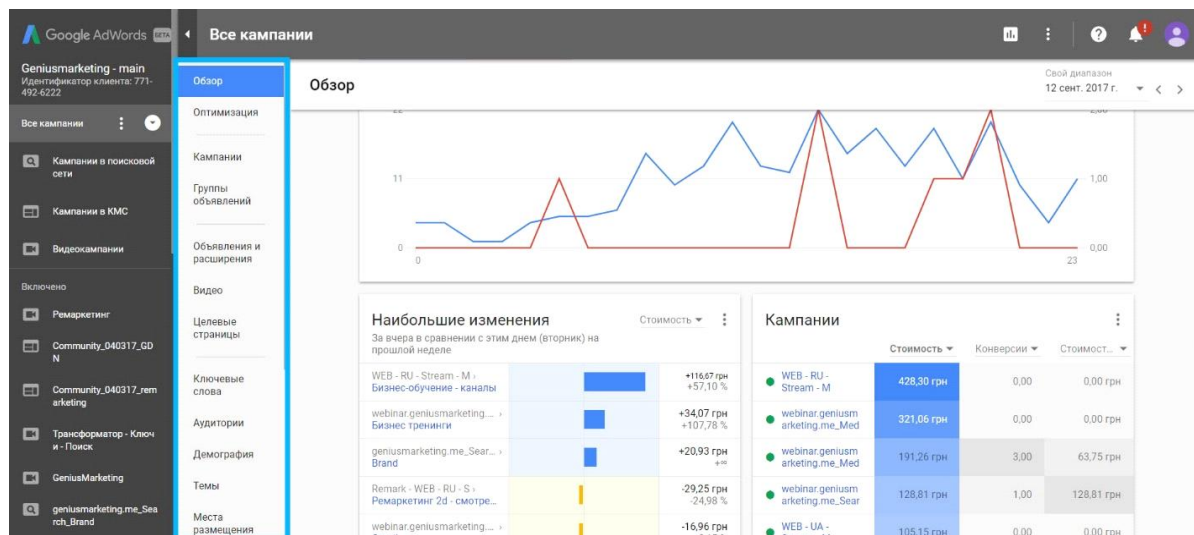 Google AdWords BETA
Все кампании
Geniusmarketing - main
Идентификатор клиента: 771-
492-6222
Все кампании
Кампании в поисковой
сети
Кампании в КМС
Видеокампании
Включено
Ремаркетинг
Community_040317_GD
N
Community_040317_rem
arketing
Трансформатор - Ключ
и - Поиск
GeniusMarketing
geniusmarketing.me_Sea
rch_Brand
Обзор
Оптимизация
Кампании
Группы
объявлений
Объявления и
расширения
Видео
Целевые
страницы
Ключевые
слова
Аудитории
Демография
Темы
Места
размещения
Обзор
Свой диапазон
12 сент. 2017 г.
22
2,00
11
1,00
0
0,00
0
23
Наибольшие изменения
Стоимость
За вчера в сравнении с этим днем (вторник) на
прошлой неделе
WEB - RU - Stream - M ›
Бизнес-обучение - каналы
+116,67 грн
+57,10 %
webinar.geniusmarketing.... ›
Бизнес тренинги
+34,07 грн
+107,78 %
geniusmarketing.me_Sear... ›
Brand
+20,93 грн
+∞
Remark - WEB - RU - S ›
Ремаркетинг 2d - смотре...
-29,25 грн
-24,98 %
webinar.geniusmarketing.... ›
-16,96 грн
Кампании
Стоимость
Конверсии
Стоимост...
WEB - RU -
Stream - M
428,30 грн
0,00
0,00 грн
webinar.geniusm
arketing.me_Med
321,06 грн
0,00
0,00 грн
webinar.geniusm
arketing.me_Med
191,26 грн
3,00
63,75 грн
webinar.geniusm
arketing.me_Sear
128,81 грн
1,00
128,81 грн
WEB - UA -
105,15 грн
0,00
0,00 грн